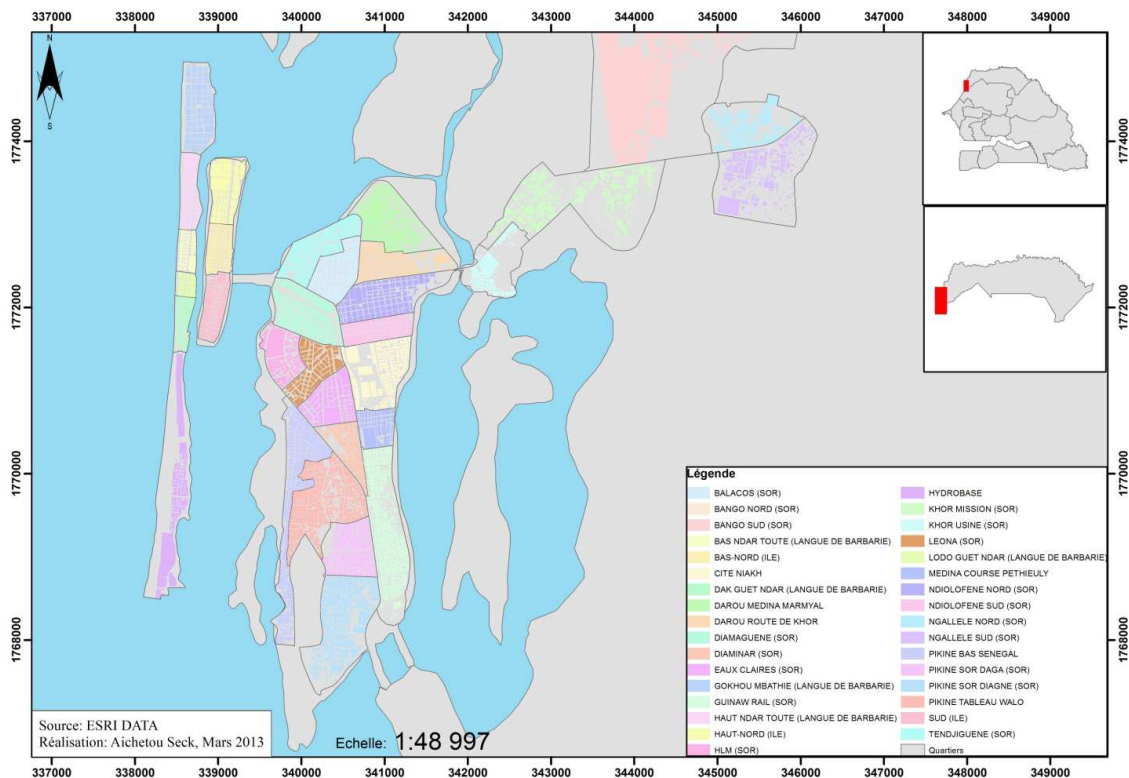 337000 338000 339000 340000 341000 342000 343000 344000 345000 346000 347000 348000 349000
N
S
1774000 1774000
1772000 1772000
1770000 1770000
1768000 1768000
Légende
BALACOS (SOR)
BANGO NORD (SOR)
BANGO SUD (SOR)
BAS NDAR TOUTE (LANGUE DE BARBARIE)
BAS-NORD (ILE)
CITE NIAKH
DAK GUET NDAR (LANGUE DE BARBARIE)
DAROU MEDINA MARMYAL
DAROU ROUTE DE KHOR
DIAMAGUENE (SOR)
DIAMINAR (SOR)
EAUX CLAIRES (SOR)
GOKHOU MBATHIE (LANGUE DE BARBARIE)
GUINAW RAIL (SOR)
HAUT NDAR TOUTE (LANGUE DE BARBARIE)
HAUT-NORD (ILE)
HLM (SOR)
HYDROBASE
KHOR MISSION (SOR)
KHOR USINE (SOR)
LEONA (SOR)
LODO GUET NDAR (LANGUE DE BARBARIE)
MEDINA COURSE PETHIEULY
NDIOLOFENE NORD (SOR)
NDIOLOFENE SUD (SOR)
NGALLELE NORD (SOR)
NGALLELE SUD (SOR)
PIKINE BAS SENEGAL
PIKINE SOR DAGA (SOR)
PIKINE SOR DIAGNE (SOR)
PIKINE TABLEAU WALO
SUD (ILE)
TENDJIGUENE (SOR)
Quartiers
Source: ESRI DATA
Réalisation: Aichetou Seck, Mars 2013
Echelle: 1:48 997
337000 338000 339000 340000 341000 342000 343000 344000 345000 346000 347000 348000 349000